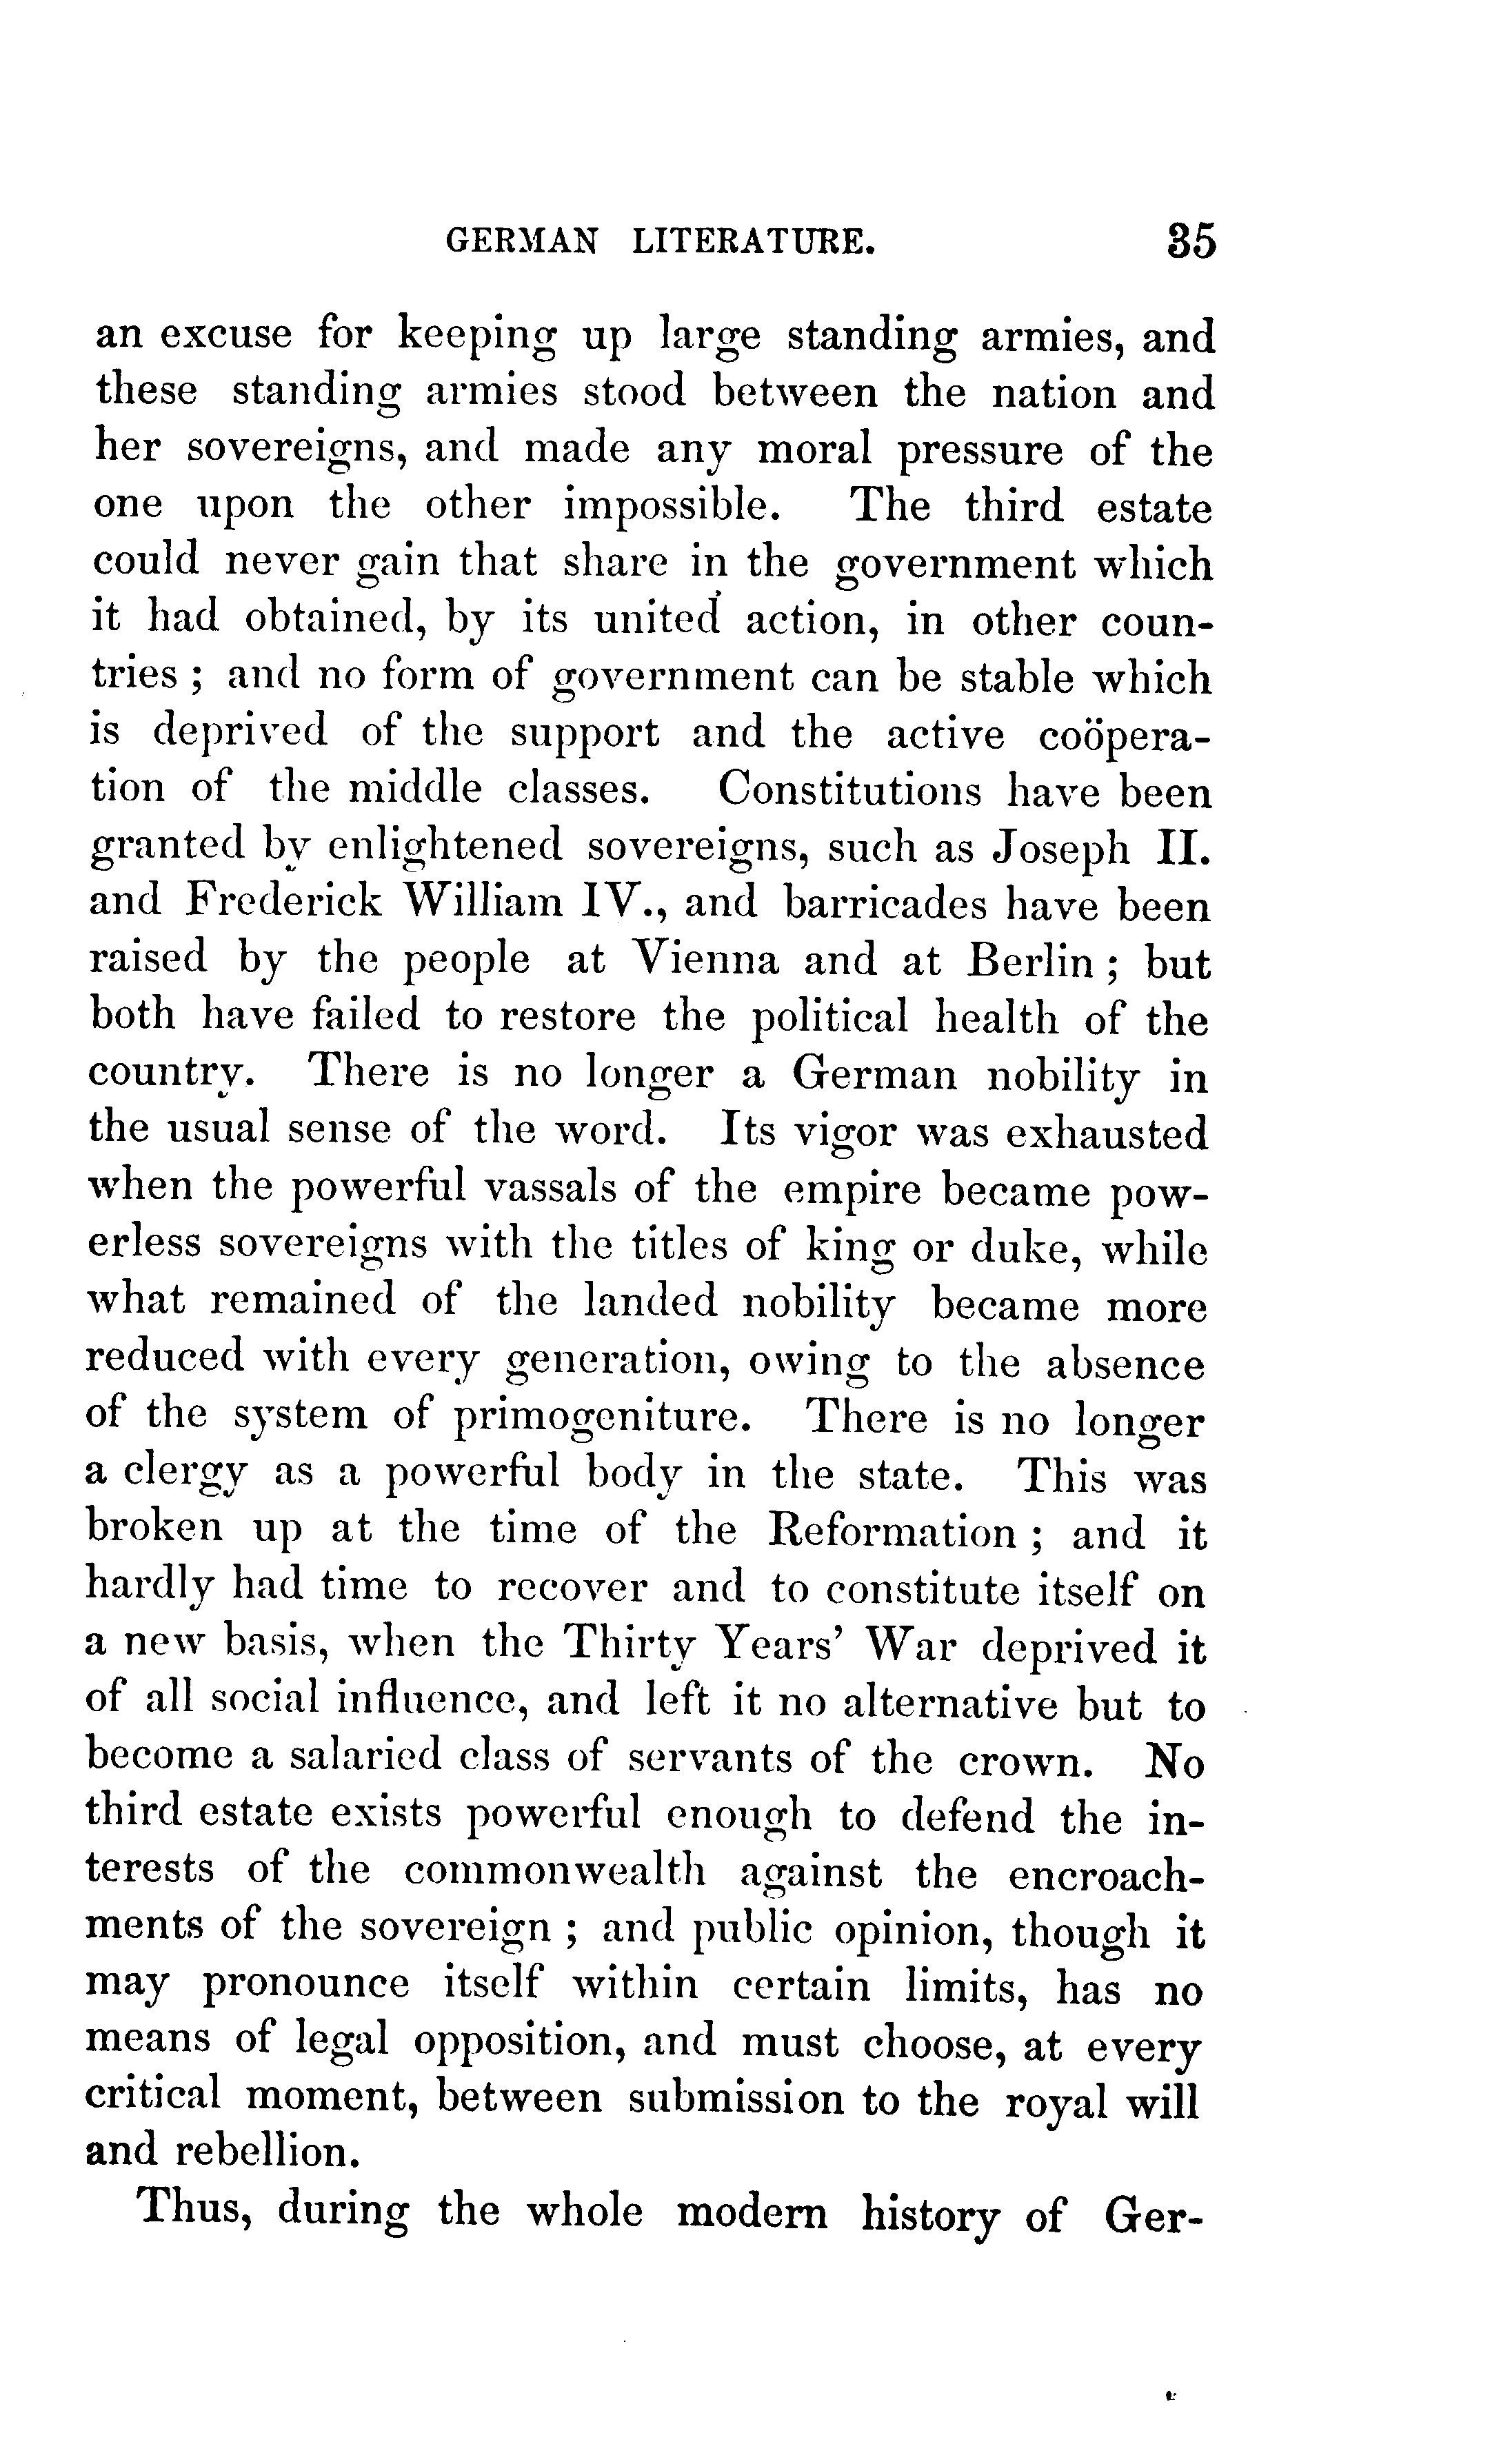 GERMAN LITERATURE. 35
an excuse for keeping up large standing armies, and
these standing armies stood between the nation and
her sovereigns, and made any moral pressure of the
one upon the other impossible. The third estate
could never gain that share in the government which
it had obtained, by its united action, in other coun-
tries ; and no form of government can be stable which
is deprived of the support and the active coöpera-
tion of the middle classes. Constitutions have been
granted by enlightened sovereigns, such as Joseph II.
and Frederick William IV., and barricades have been
raised by the people at Vienna and at Berlin ; but
both have failed to restore the political health of the
country. There is no longer a German nobility in
the usual sense of the word. Its vigor was exhausted
when the powerful vassals of the empire became pow-
erless sovereigns with the titles of king or duke, while
what remained of the landed nobility became more
reduced with every generation, owing to the absence
of the system of primogeniture. There is no longer
a clergy as a powerful body in the state. This was
broken up at the time of the Reformation ; and it
hardly had time to recover and to constitute itself on
a new basis, when the Thirty Years' War deprived it
of all social influence, and left it no alternative but to
become a salaried class of servants of the crown. No
third estate exists powerful enough to defend the in-
terests of the commonwealth against the encroach-
ments of the sovereign ; and public opinion, though it
may pronounce itself within certain limits, has no
means of legal opposition, and must choose, at every
critical moment, between submission to the royal will
and rebellion.
Thus, during the whole modern history of Ger-